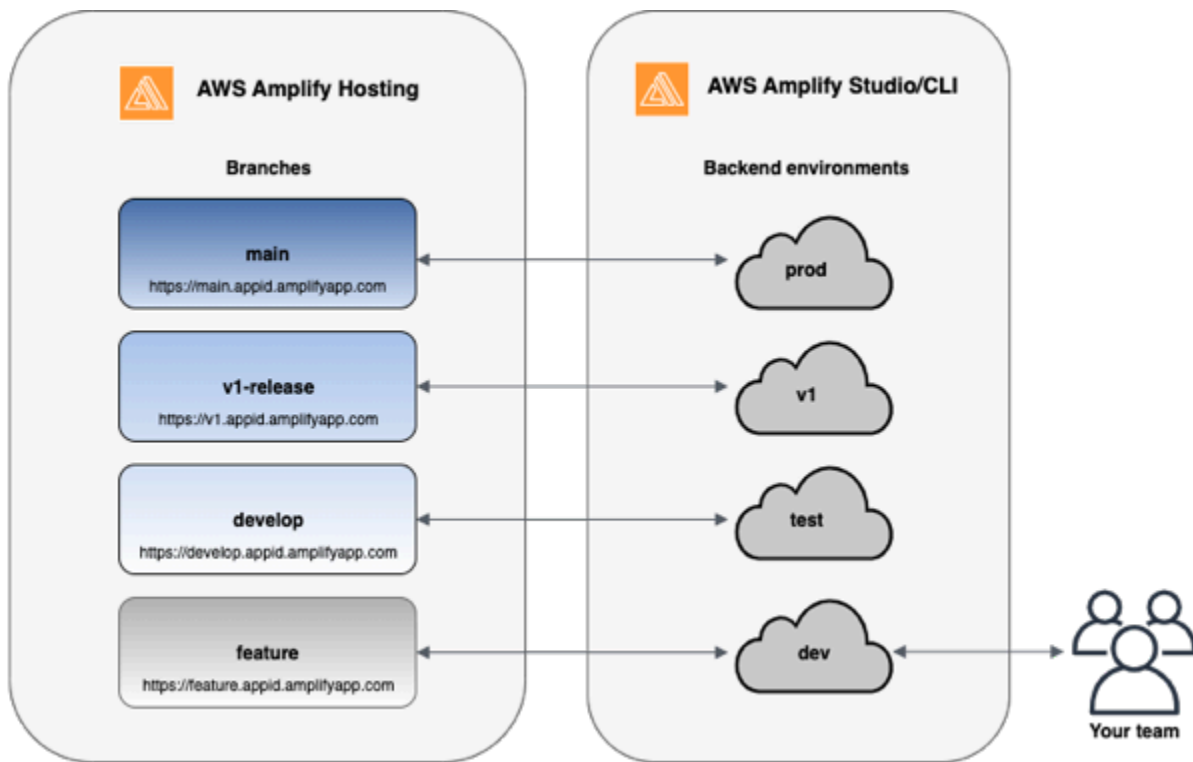 AWS Amplify Hosting
Branches
main
https://main.appid.amplifyapp.com
v1-release
https://v1.appid.amplifyapp.com
develop
https://develop.appid.amplifyapp.com
feature
https://feature.appid.amplifyapp.com
AWS Amplify Studio/CLI
Backend environments
prod
v1
test
dev
Your team